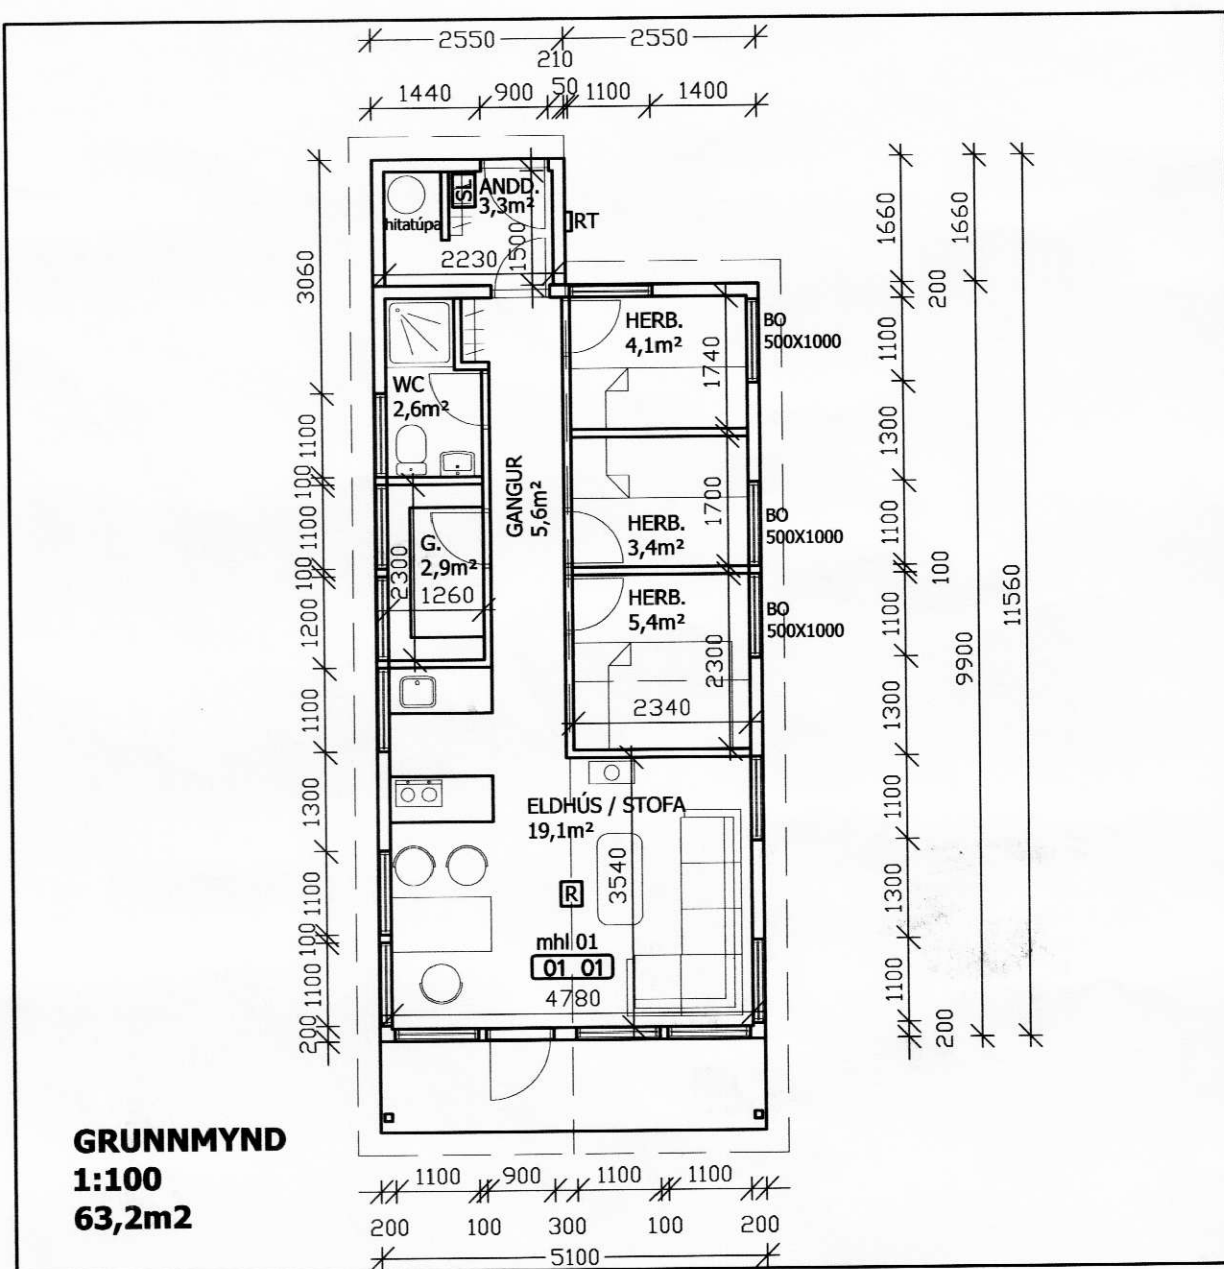 2550 2550
210
50
1440 900 1100 1400
SL
ANDD.
3,3m²
hitatúpa
RT
2230
1500
3060
1100
100
1100
100
1200
1100
1300
1100
100
1100
200
HERB.
4,1m²
1740
BO
500X1000
WC
2,6m²
GANGUR
5,6m²
HERB.
3,4m²
1700
BO
500X1000
G.
2,9m²
2300
1260
HERB.
5,4m²
2300
2340
BO
500X1000
ELDHÚS / STOFA
19,1m²
3540
R
mhl 01
01 01
4780
1660
200
1100
1300
1100
100
1100
1300
1100
1300
1100
200
1660
9900
11560
GRUNNMYND
1:100
63,2m2
1100 900 1100 1100
200 100 300 100 200
5100